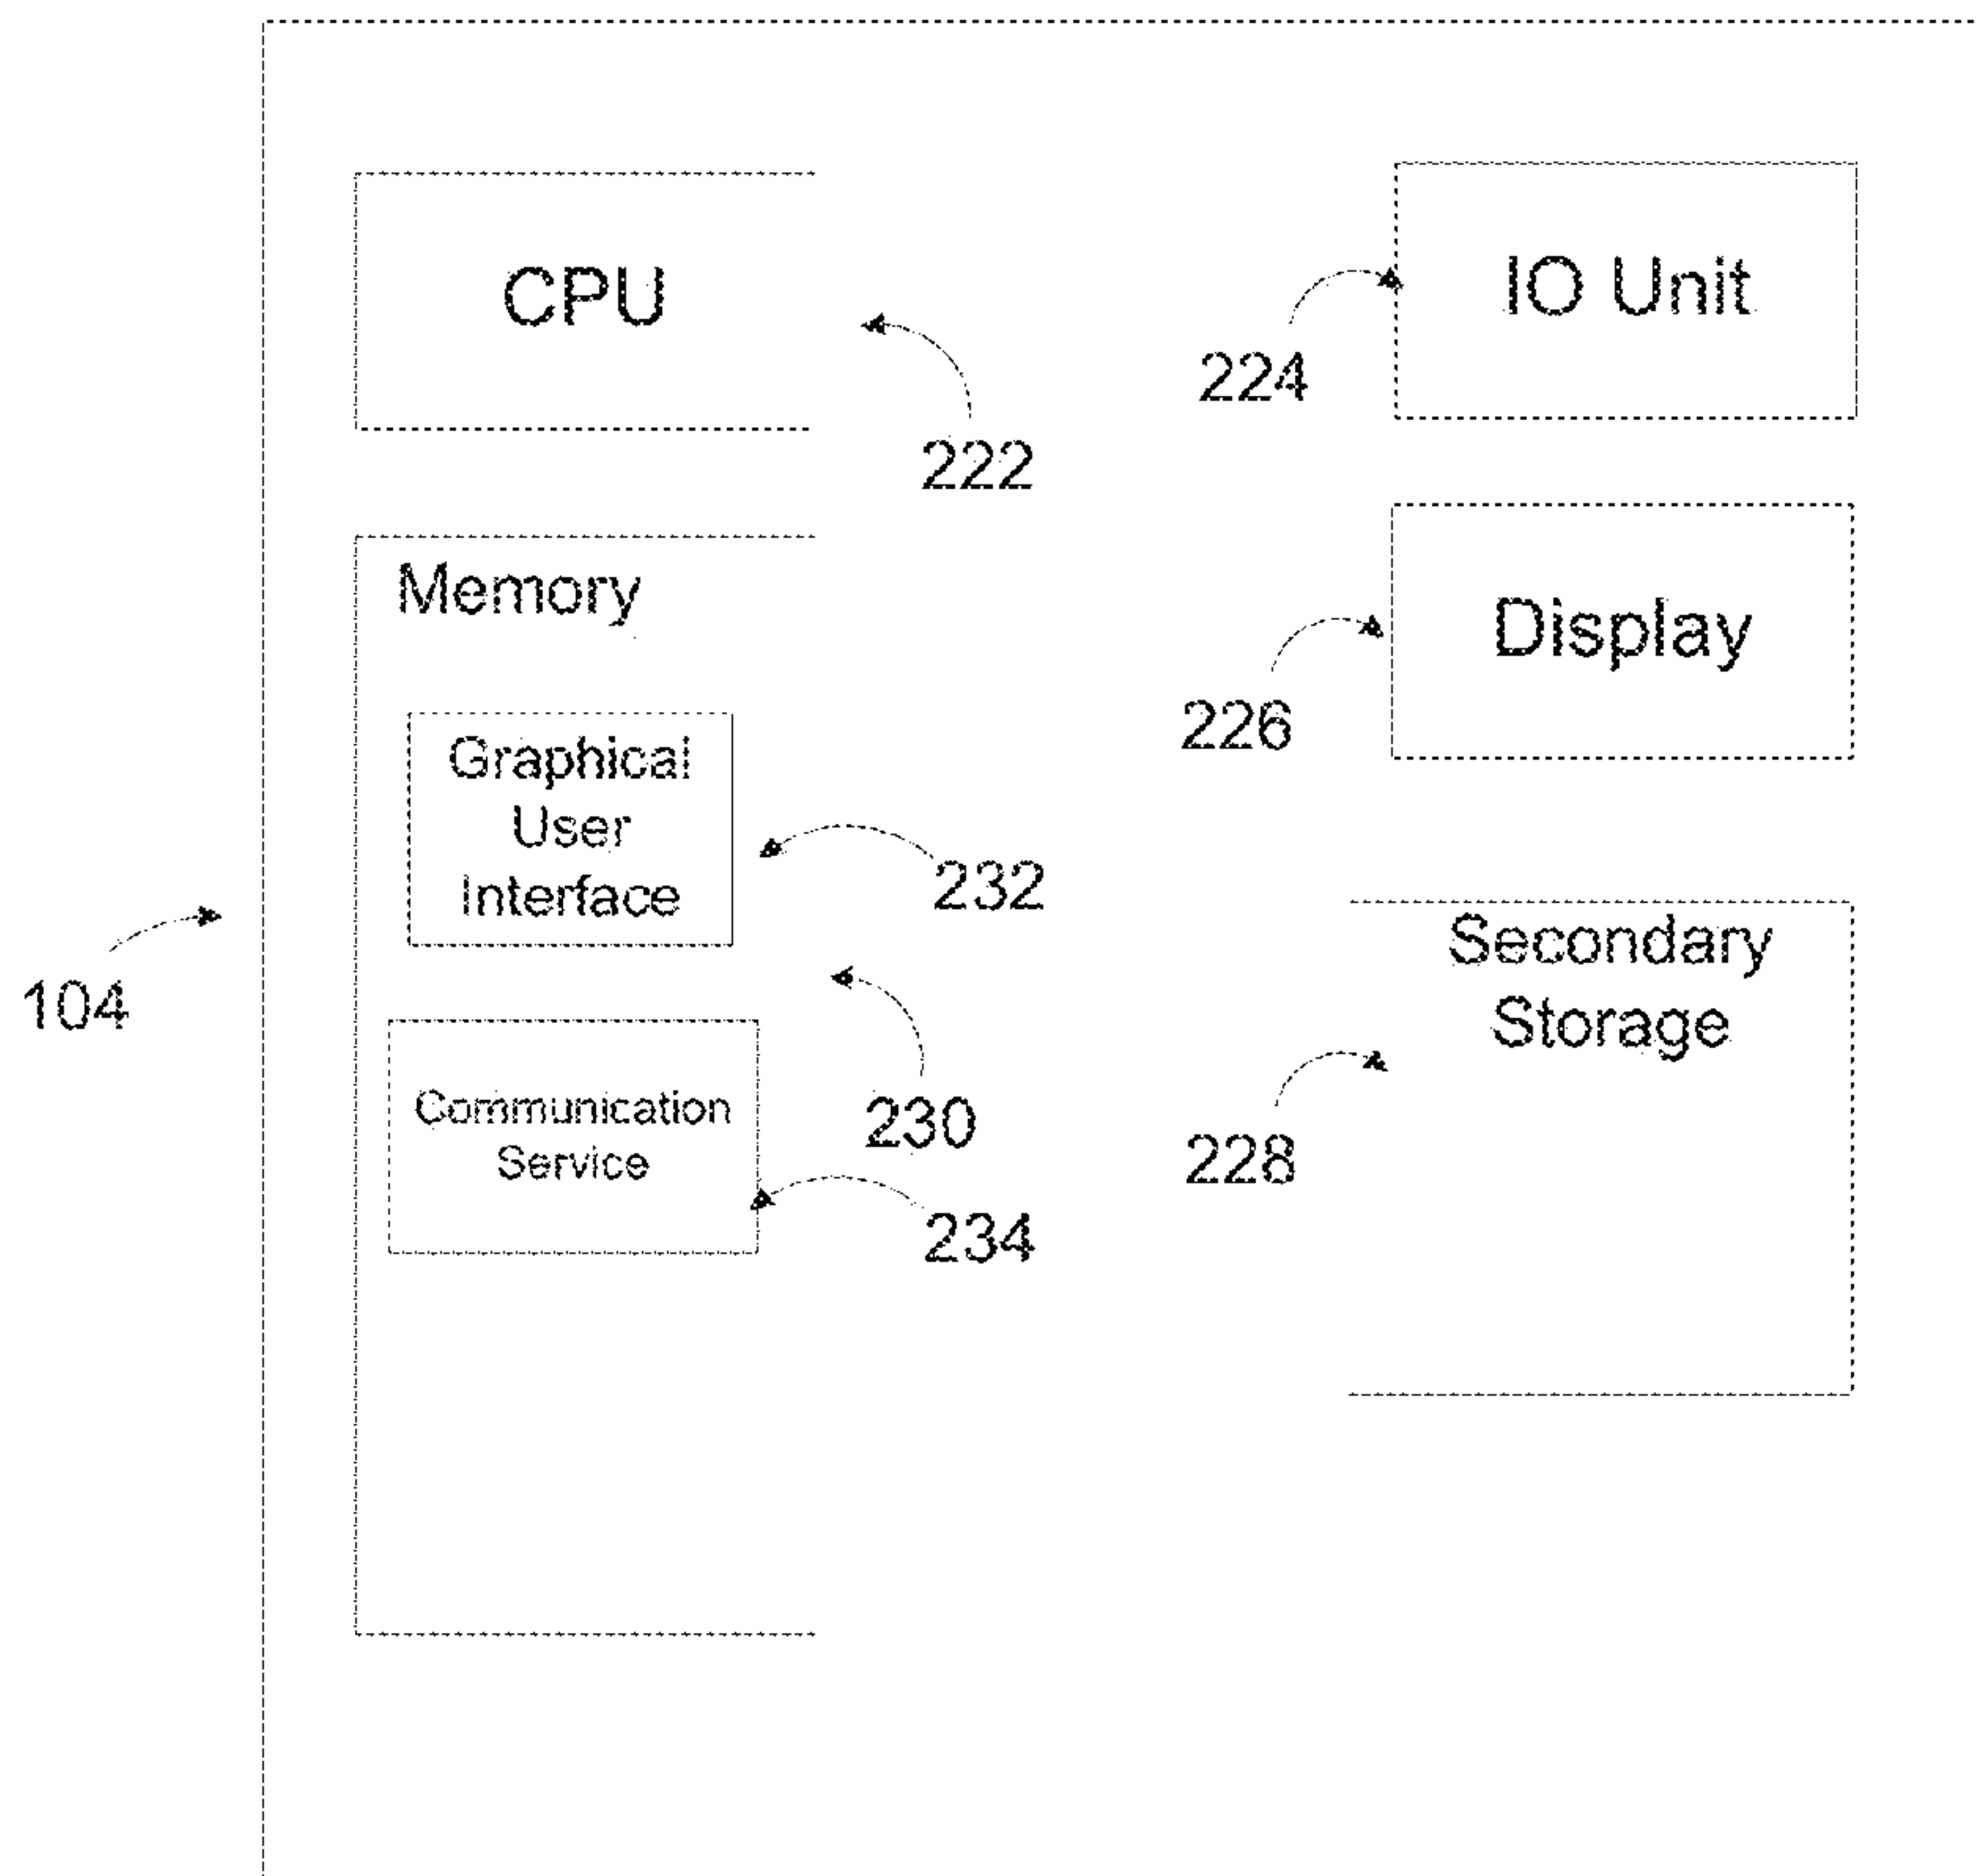 CPU
IO Unit
224
222
Memory
Display
226
Graphical
User
Interface
232
Secondary
Storage
104
230
Communication
Service
228
234